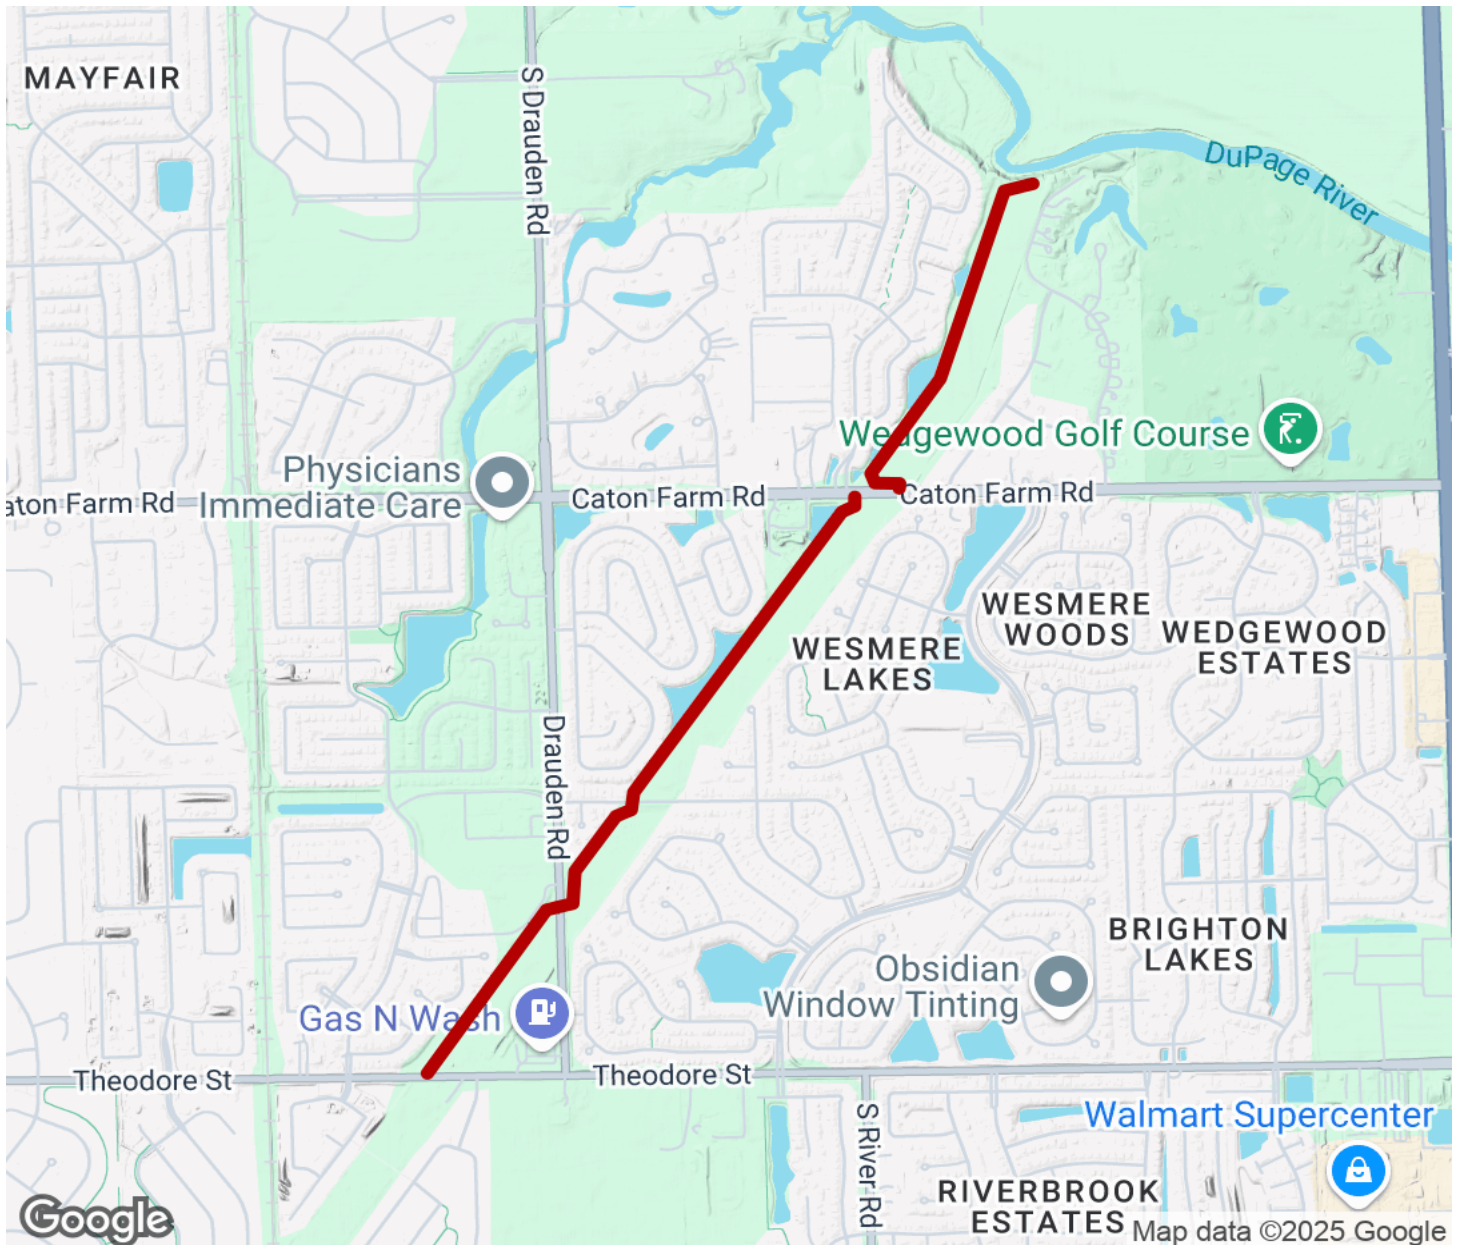 MAYFAIR
S Drauden Rd
DuPage River
Wedgewood Golf Course
Physicians
Immediate Care
aton Farm Rd
Caton Farm Rd
Caton Farm Rd
WESMERE
WOODS
WEDGEWOOD
ESTATES
WESMERE
LAKES
Drauden Rd
BRIGHTON
LAKES
Obsidian
Window Tinting
Gas N Wash
Theodore St
Theodore St
S River Rd
Walmart Supercenter
RIVERBROOK
ESTATES
Google
Map data ©2025 Google